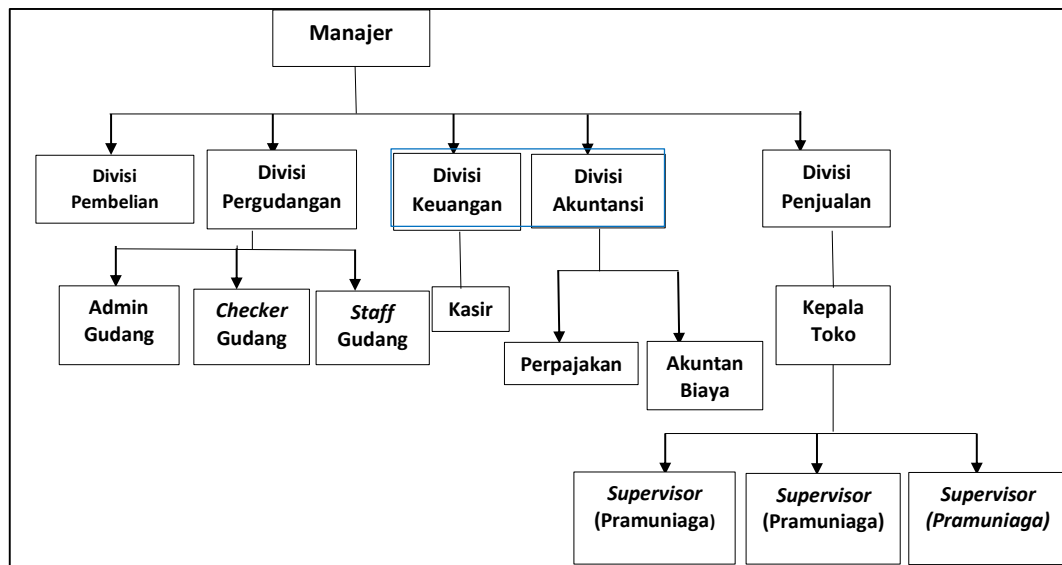 Manajer
Divisi
Pembelian
Divisi
Pergudangan
Divisi
Keuangan
Divisi
Akuntansi
Divisi
Penjualan
Admin
Gudang
Checker
Gudang
Staff
Gudang
Kasir
Kepala
Toko
Perpajakan
Akuntan
Biaya
Supervisor
(Pramuniaga)
Supervisor
(Pramuniaga)
Supervisor
(Pramuniaga)